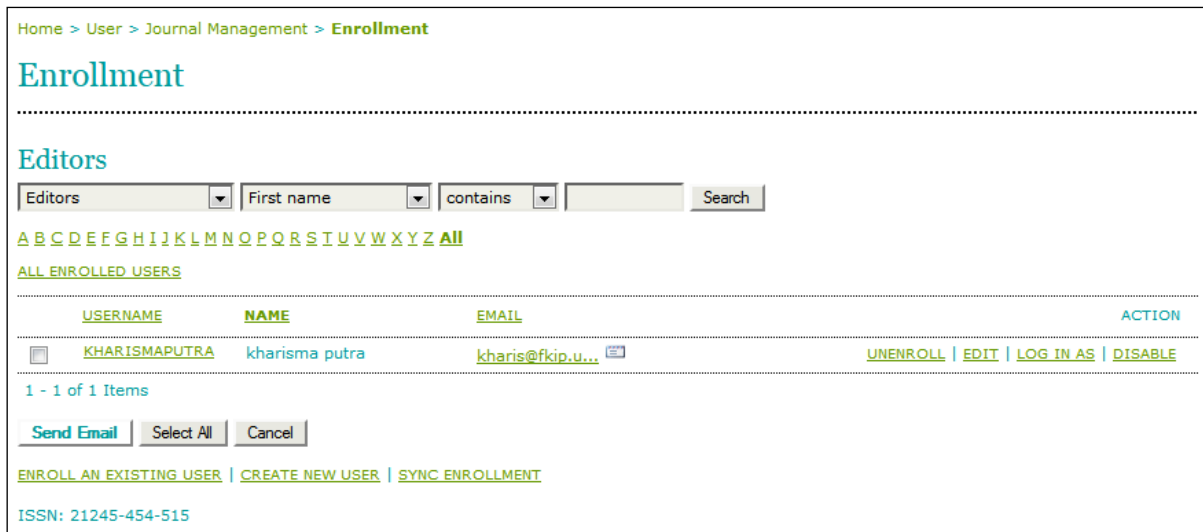 Home > User > Journal Management > Enrollment
Enrollment
Editors
Editors First name contains Search
A B C D E F G H I J K L M N O P Q R S T U V W X Y Z All
ALL ENROLLED USERS
USERNAME NAME EMAIL ACTION
KHARISMAPUTRA kharisma putra kharis@fkip.u... UNENROLL | EDIT | LOG IN AS | DISABLE
1 - 1 of 1 Items
Send Email Select All Cancel
ENROLL AN EXISTING USER | CREATE NEW USER | SYNC ENROLLMENT
ISSN: 21245-454-515